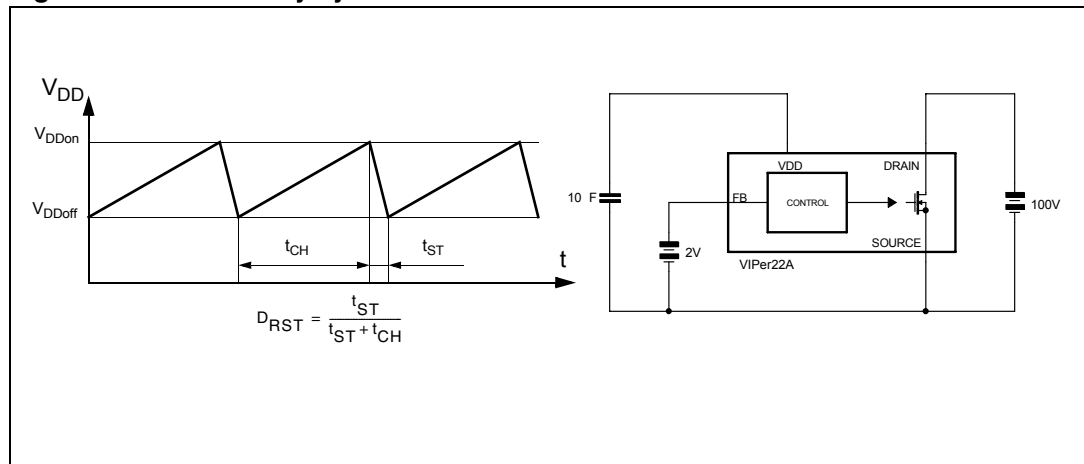 V_DD
V_DDon
V_DDoff
t_CH
t_ST
t
D_RST = t_ST / (t_ST + t_CH)
10 F
VDD
DRAIN
FB
CONTROL
2V
SOURCE
VIPer22A
100V